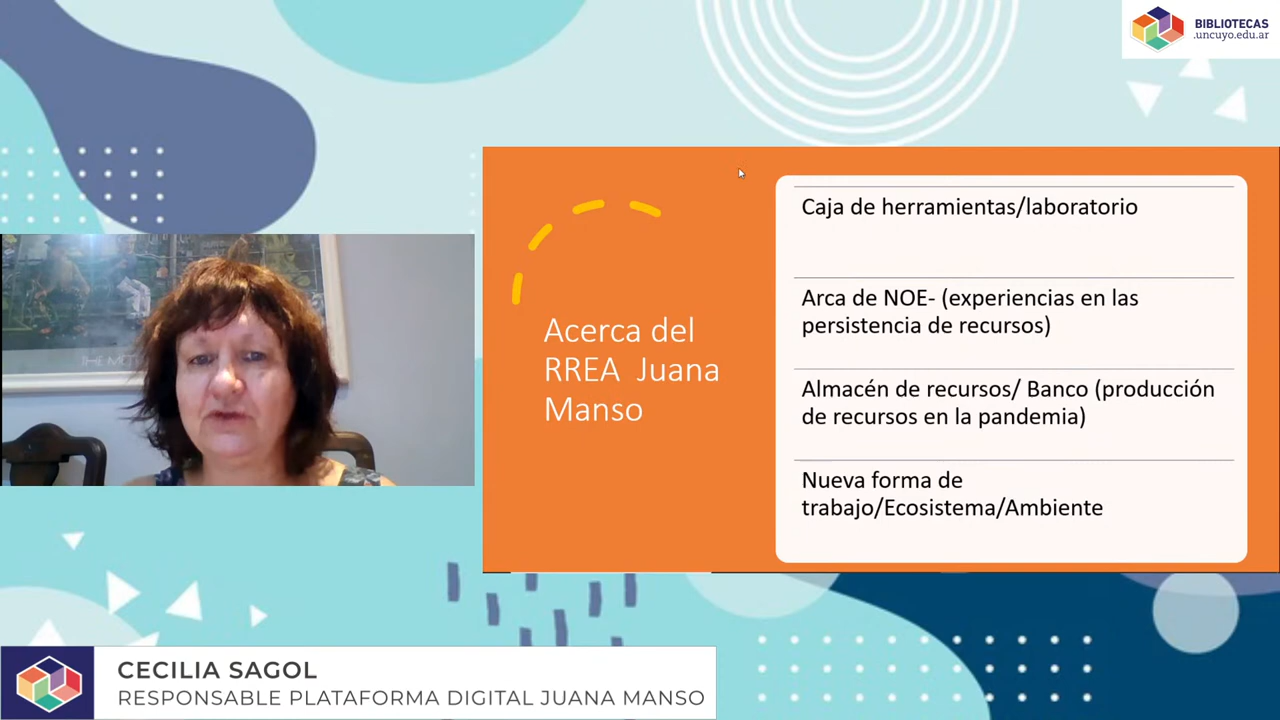 BIBLIOTECAS
.uncuyo.edu.ar
Acerca del
RREA Juana
Manso
Caja de herramientas/laboratorio
Arca de NOE- (experiencias en las
persistencia de recursos)
Almacén de recursos/ Banco (producción
de recursos en la pandemia)
Nueva forma de
trabajo/Ecosistema/Ambiente
CECILIA SAGOL
RESPONSABLE PLATAFORMA DIGITAL JUANA MANSO